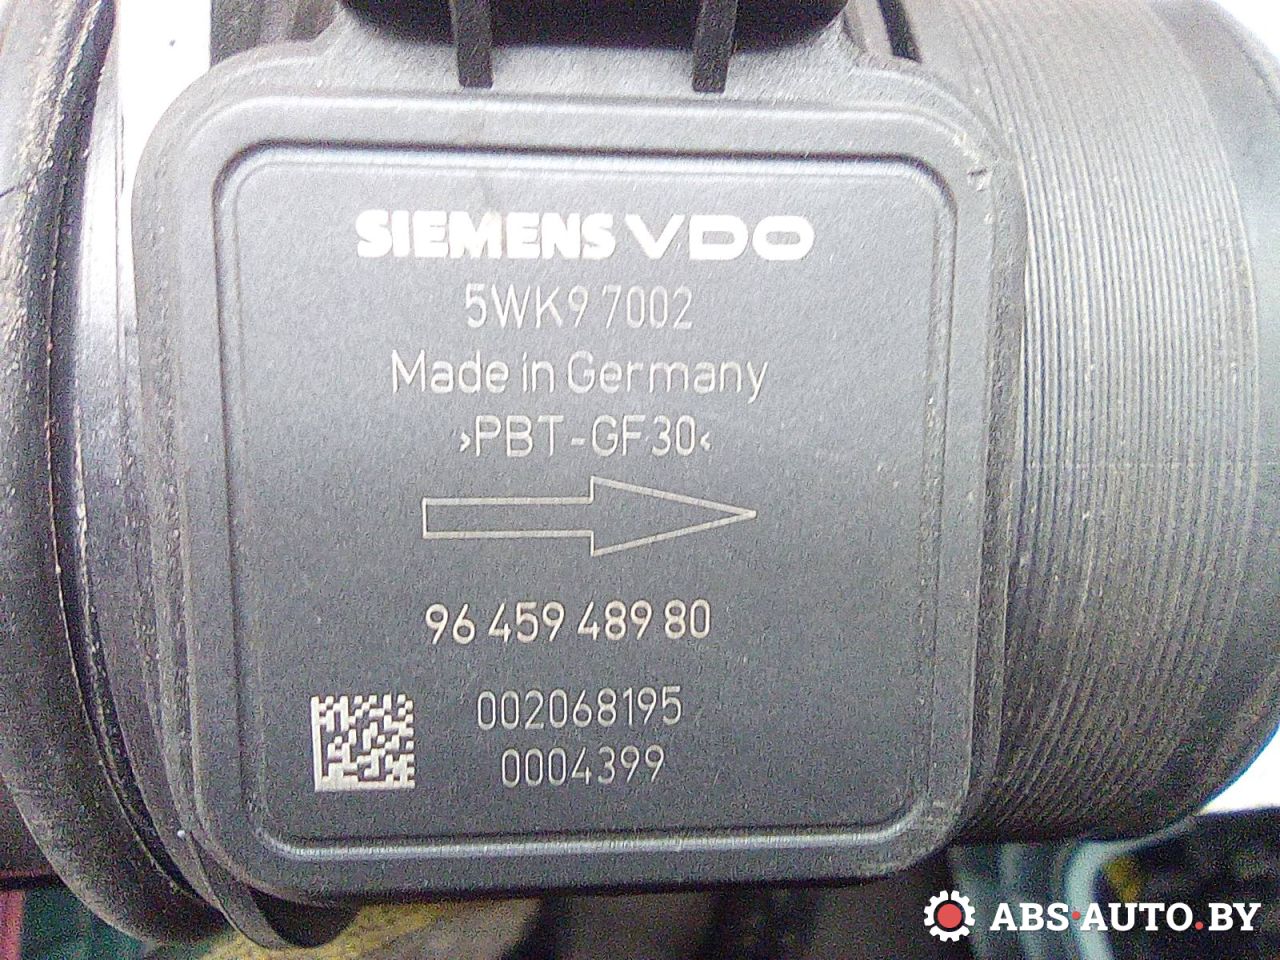 SIEMENS VDO
5WK9 7002
Made in Germany
>PBT-GF30<
96 459 489 80
002068195
0004399
ABS·AUTO.BY